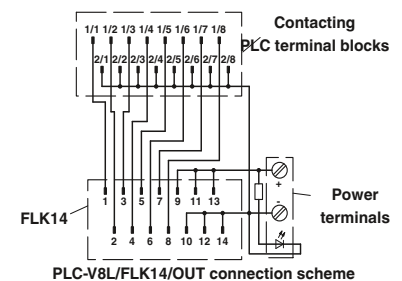 Contacting
PLC terminal blocks
1/1 1/2 1/3 1/4 1/5 1/6 1/7 1/8
2/1 2/2 2/3 2/4 2/5 2/6 2/7 2/8
1 3 5 7 9 11 13
+
-
FLK14
Power
terminals
2 4 6 8 10 12 14
PLC-V8L/FLK14/OUT connection scheme